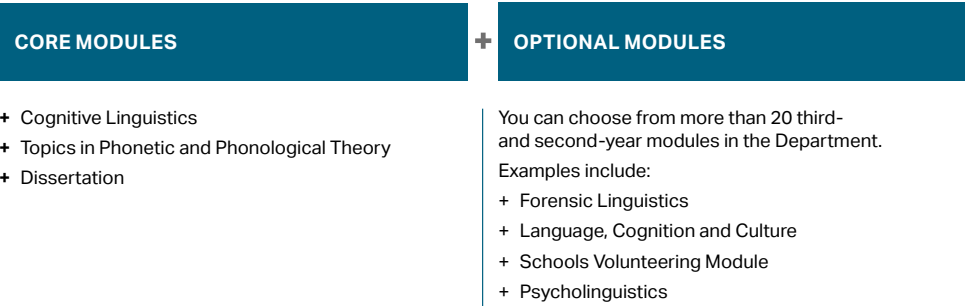 CORE MODULES
+
OPTIONAL MODULES
+ Cognitive Linguistics
+ Topics in Phonetic and Phonological Theory
+ Dissertation
You can choose from more than 20 third-
and second-year modules in the Department.
Examples include:
+ Forensic Linguistics
+ Language, Cognition and Culture
+ Schools Volunteering Module
+ Psycholinguistics